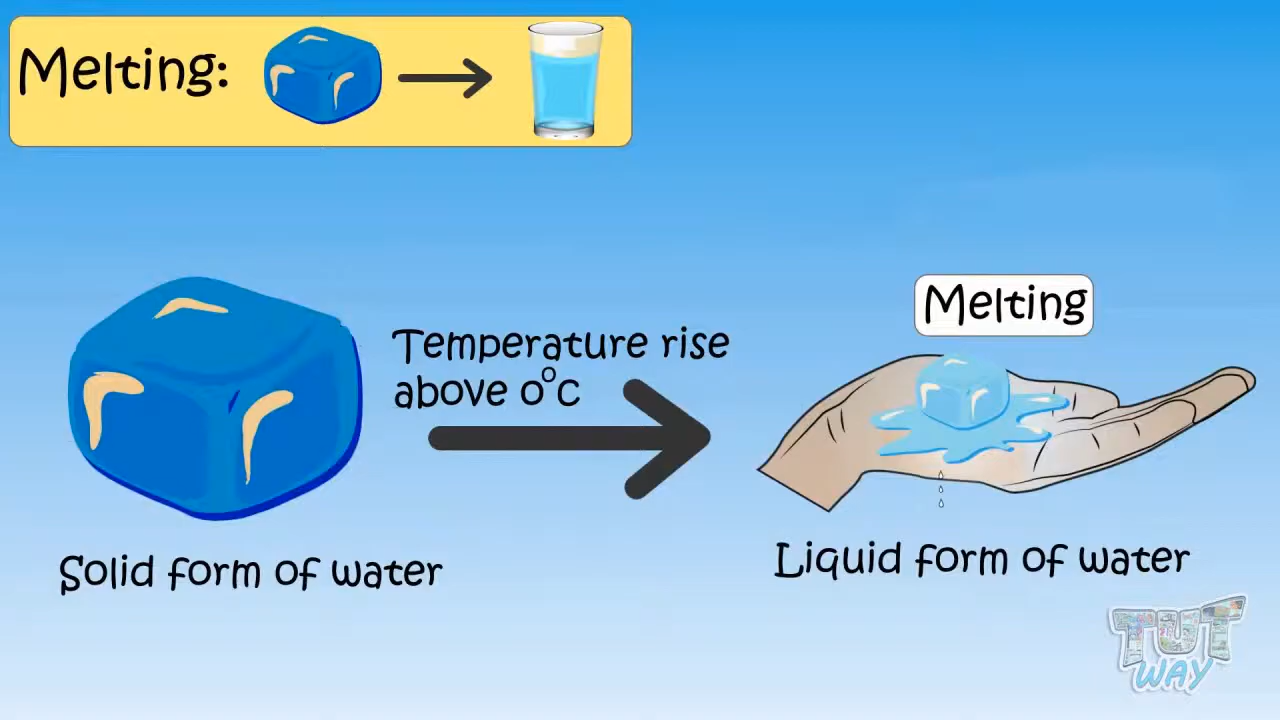 Melting:
Melting
Temperature rise
above 0°c
Solid form of water
Liquid form of water
TUT
WAY